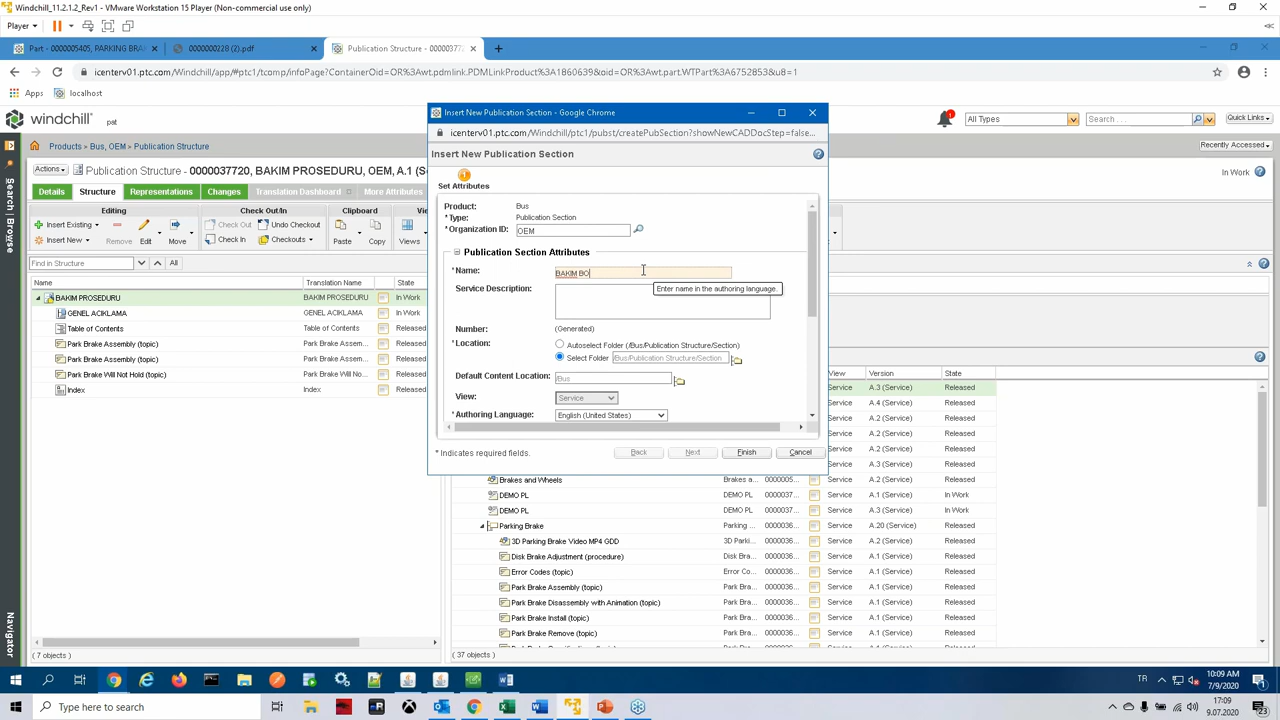 Windchill_11.2.1.2_Rev1 - VMware Workstation 15 Player (Non-commercial use only)
Player
Part - 0000005405, PARKING BRA
0000000228 (2).pdf
Publication Structure - 00000377
icenterv01.ptc.com/Windchill/app/#ptc1/tcomp/infoPage?ContainerOid=OR%3Awt.pdmlink.PDMLinkProduct%3A1860639&oid=OR%3Awt.part.WTPart%3A6752853&u8=1
Apps
localhost
windchill
pat
All Types
Search...
Quick Links
Products > Bus, OEM > Publication Structure
Recently Accessed
Actions
Publication Structure - 0000037720, BAKIM PROSEDURU, OEM, A.1 (S
In Work
Details
Structure
Representations
Changes
Translation Dashboard
More Attributes
Editing
Check Out/In
Clipboard
Insert Existing
Insert New
Remove
Edit
Move
Check Out
Undo Checkout
Check In
Checkouts
Paste
Copy
Views
Find in Structure
All
Name
Name
State
BAKIM PROSEDURU
BAKIM PROSEDURU
In Work
GENEL ACIKLAMA
GENEL ACIKLAMA
In Work
Table of Contents
Table of Contents
Released
Park Brake Assembly (topic)
Park Brake Assem...
Released
Park Brake Assembly (topic)
Park Brake Assem...
Released
Park Brake Will Not Hold (topic)
Park Brake Will No...
Released
Index
Index
Released
( 7 objects )
Search | Browse
Navigator
Insert New Publication Section - Google Chrome
icenterv01.ptc.com/Windchill/ptc1/pubst/createPubSection?showNewCADDocStep=false...
Insert New Publication Section
Set Attributes
Product: Bus
*Type: Publication Section
*Organization ID: OEM
Publication Section Attributes
*Name: BAKIM BO
Enter name in the authoring language.
Service Description:
Number: (Generated)
*Location: Autoselect Folder (/Bus/Publication Structure/Section)
Select Folder /Bus/Publication Structure/Section
Default Content Location: /Bus
View: Service
*Authoring Language: English (United States)
* Indicates required fields.
Back
Next
Finish
Cancel
View Version State
Service A.3 (Service) Released
Service A.4 (Service) Released
Service A.2 (Service) Released
Service A.2 (Service) Released
Service A.2 (Service) Released
Service A.3 (Service) Released
Brakes and Wheels Brakes a... 0000005... Service A.2 (Service) Released
DEMO PL DEMO PL 0000037... Service A.1 (Service) In Work
DEMO PL DEMO PL 0000037... Service A.3 (Service) In Work
Parking Brake Parking ... 0000036... Service A.20 (Service) Released
3D Parking Brake Video MP4 GDD 3D Parki... 0000036... Service A.2 (Service) Released
Disk Brake Adjustment (procedure) Disk Bra... 0000036... Service A.1 (Service) Released
Error Codes (topic) Error Co... 0000036... Service A.1 (Service) Released
Park Brake Assembly (topic) Park Bra... 0000036... Service A.1 (Service) Released
Park Brake Disassembly with Animation (topic) Park Bra... 0000036... Service A.1 (Service) Released
Park Brake Install (topic) Park Bra... 0000036... Service A.1 (Service) Released
Park Brake Remove (topic) Park Bra... 0000036... Service A.1 (Service) Released
( 37 objects )
TR
10:09 AM
7/9/2020
Type here to search
17:09
9.07.2020
23